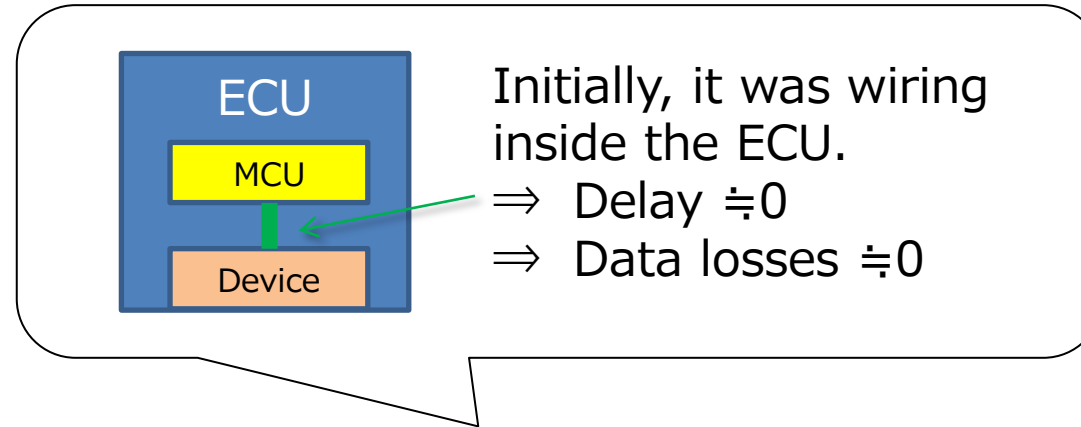 ECU
MCU
Device
Initially, it was wiring
inside the ECU.
⇒ Delay ≒0
⇒ Data losses ≒0